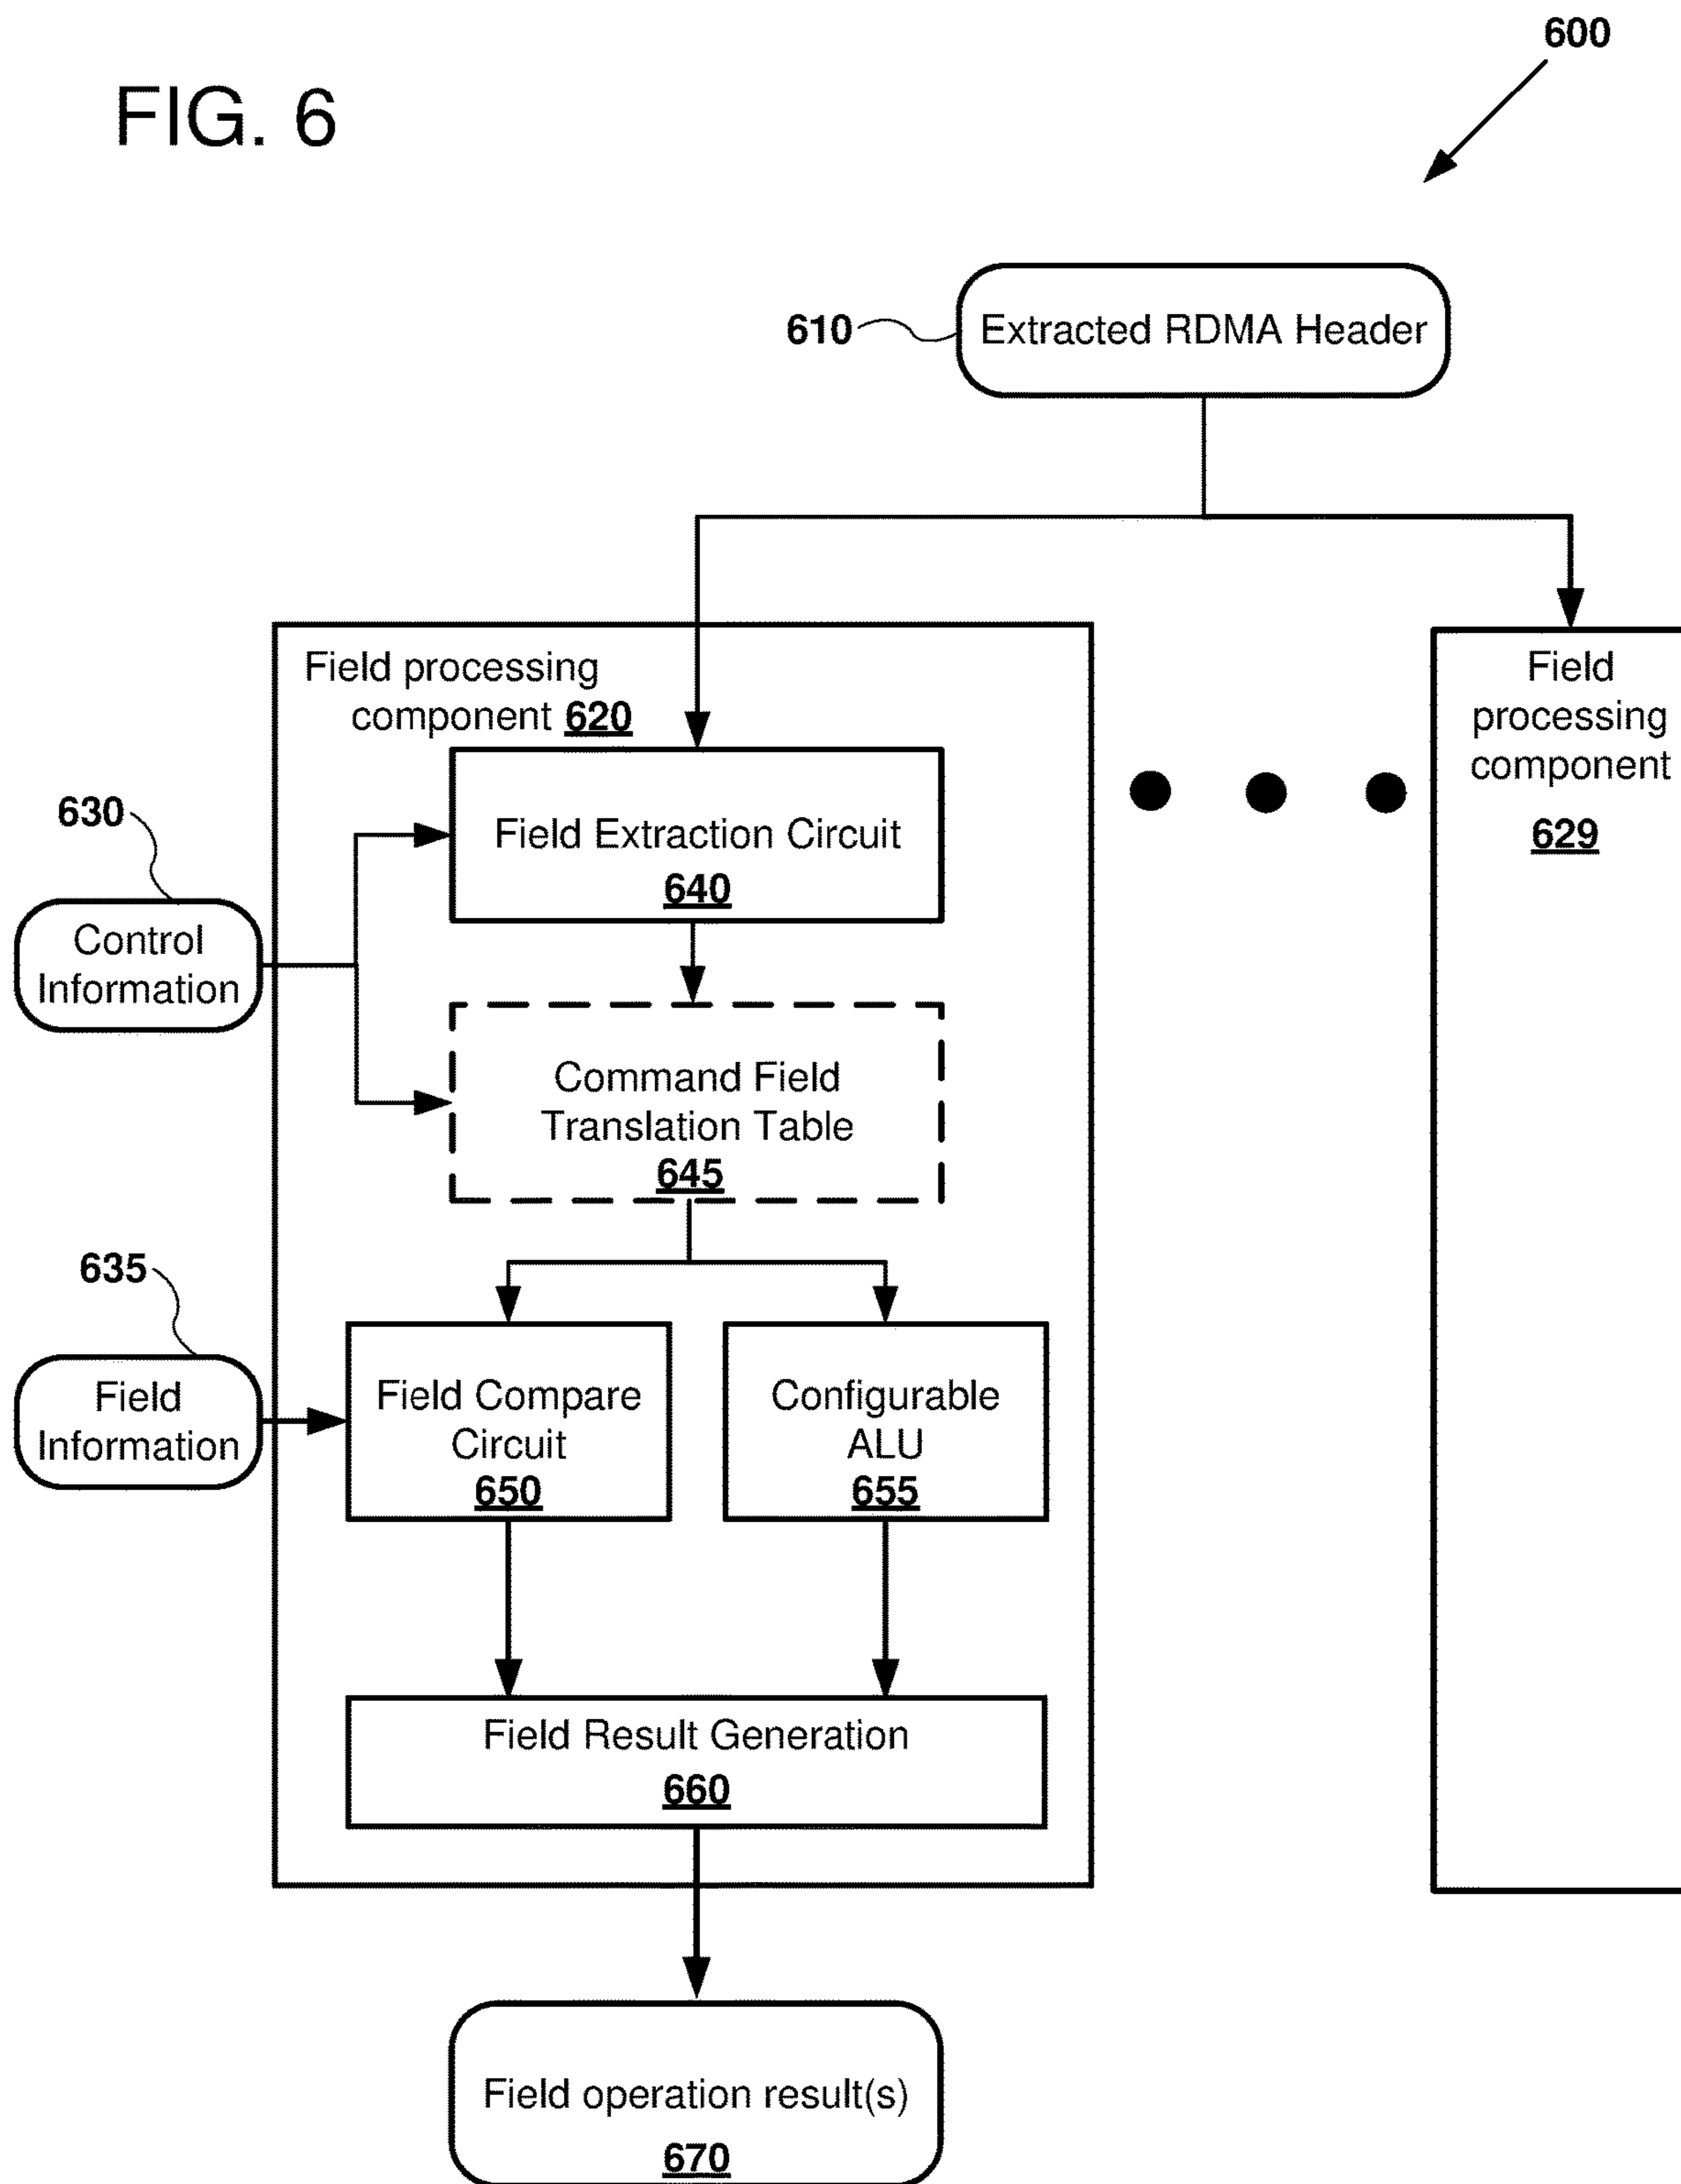 600
FIG. 6
610
Extracted RDMA Header
Field processing
component 620
Field
processing
component
629
630
Control
Information
Field Extraction Circuit
640
Command Field
Translation Table
645
635
Field
Information
Field Compare
Circuit
650
Configurable
ALU
655
Field Result Generation
660
Field operation result(s)
670